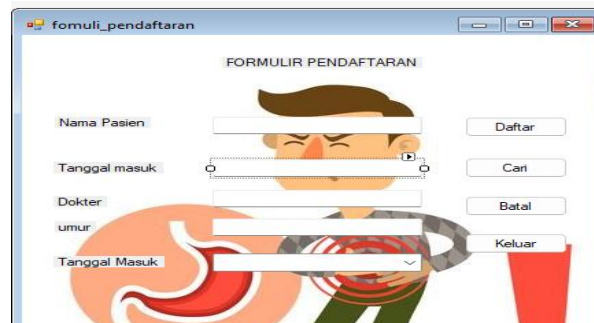 fomuli_pendaftaran
FORMULIR PENDAFTARAN
Nama Pasien
Daftar
Tanggal masuk
Cari
Dokter
Batal
umur
Keluar
Tanggal Masuk